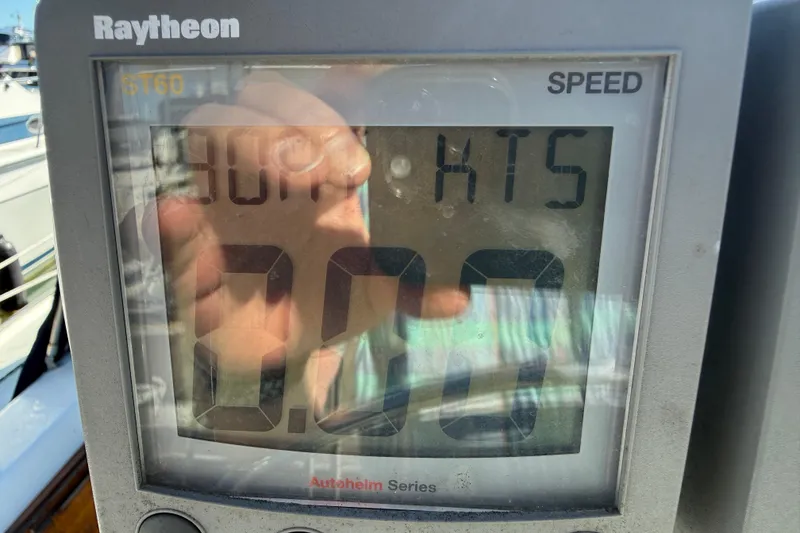 Raytheon
ST60 SPEED
KTS
0.00
Autohelm Series